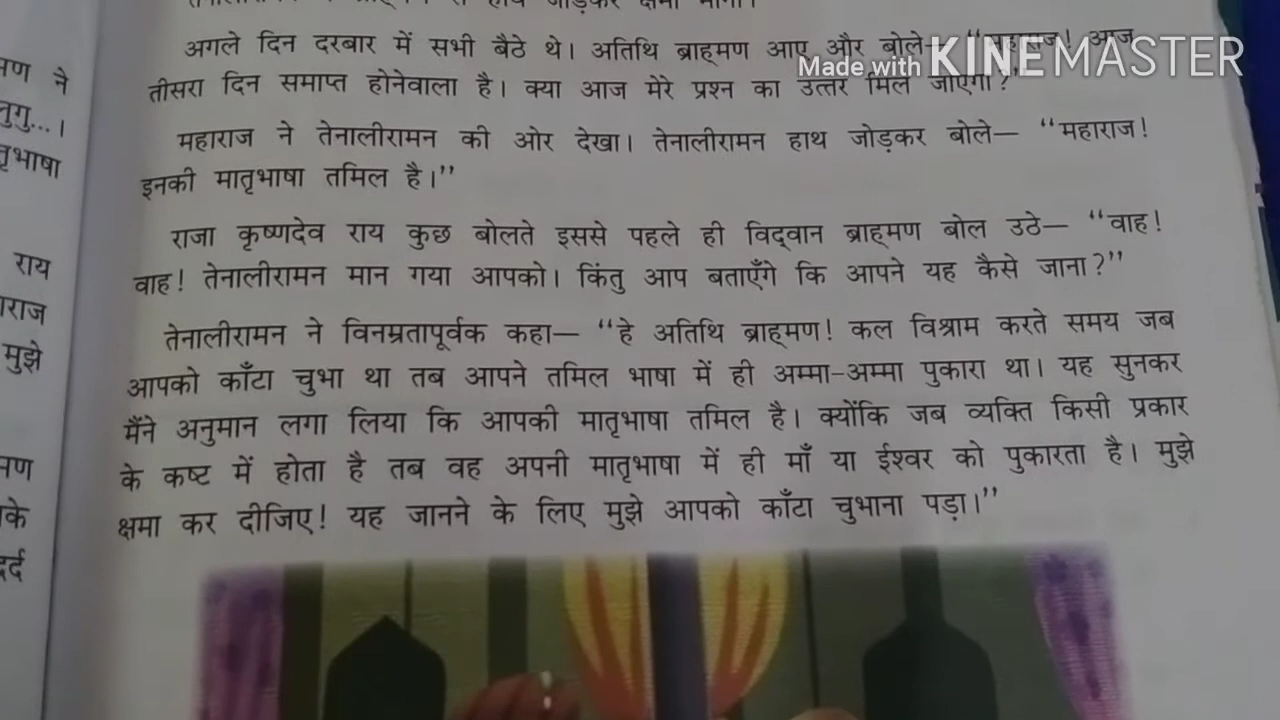 तेनालीरामन ने ब्राह्मण से हाथ जोड़कर क्षमा माँगी।
अगले दिन दरबार में सभी बैठे थे। अतिथि ब्राह्मण आए और बोले— “महाराज! आज
तीसरा दिन समाप्त होनेवाला है। क्या आज मेरे प्रश्न का उत्तर मिल जाएगा?”
महाराज ने तेनालीरामन की ओर देखा। तेनालीरामन हाथ जोड़कर बोले— “महाराज!
इनकी मातृभाषा तमिल है।”
राजा कृष्णदेव राय कुछ बोलते इससे पहले ही विद्वान ब्राह्मण बोल उठे— “वाह!
वाह! तेनालीरामन मान गया आपको। किंतु आप बताएँगे कि आपने यह कैसे जाना?”
तेनालीरामन ने विनम्रतापूर्वक कहा— “हे अतिथि ब्राह्मण! कल विश्राम करते समय जब
आपको काँटा चुभा था तब आपने तमिल भाषा में ही अम्मा-अम्मा पुकारा था। यह सुनकर
मैंने अनुमान लगा लिया कि आपकी मातृभाषा तमिल है। क्योंकि जब व्यक्ति किसी प्रकार
के कष्ट में होता है तब वह अपनी मातृभाषा में ही माँ या ईश्वर को पुकारता है। मुझे
क्षमा कर दीजिए! यह जानने के लिए मुझे आपको काँटा चुभाना पड़ा।”
ने
राय
मुझे
Made with KINEMASTER